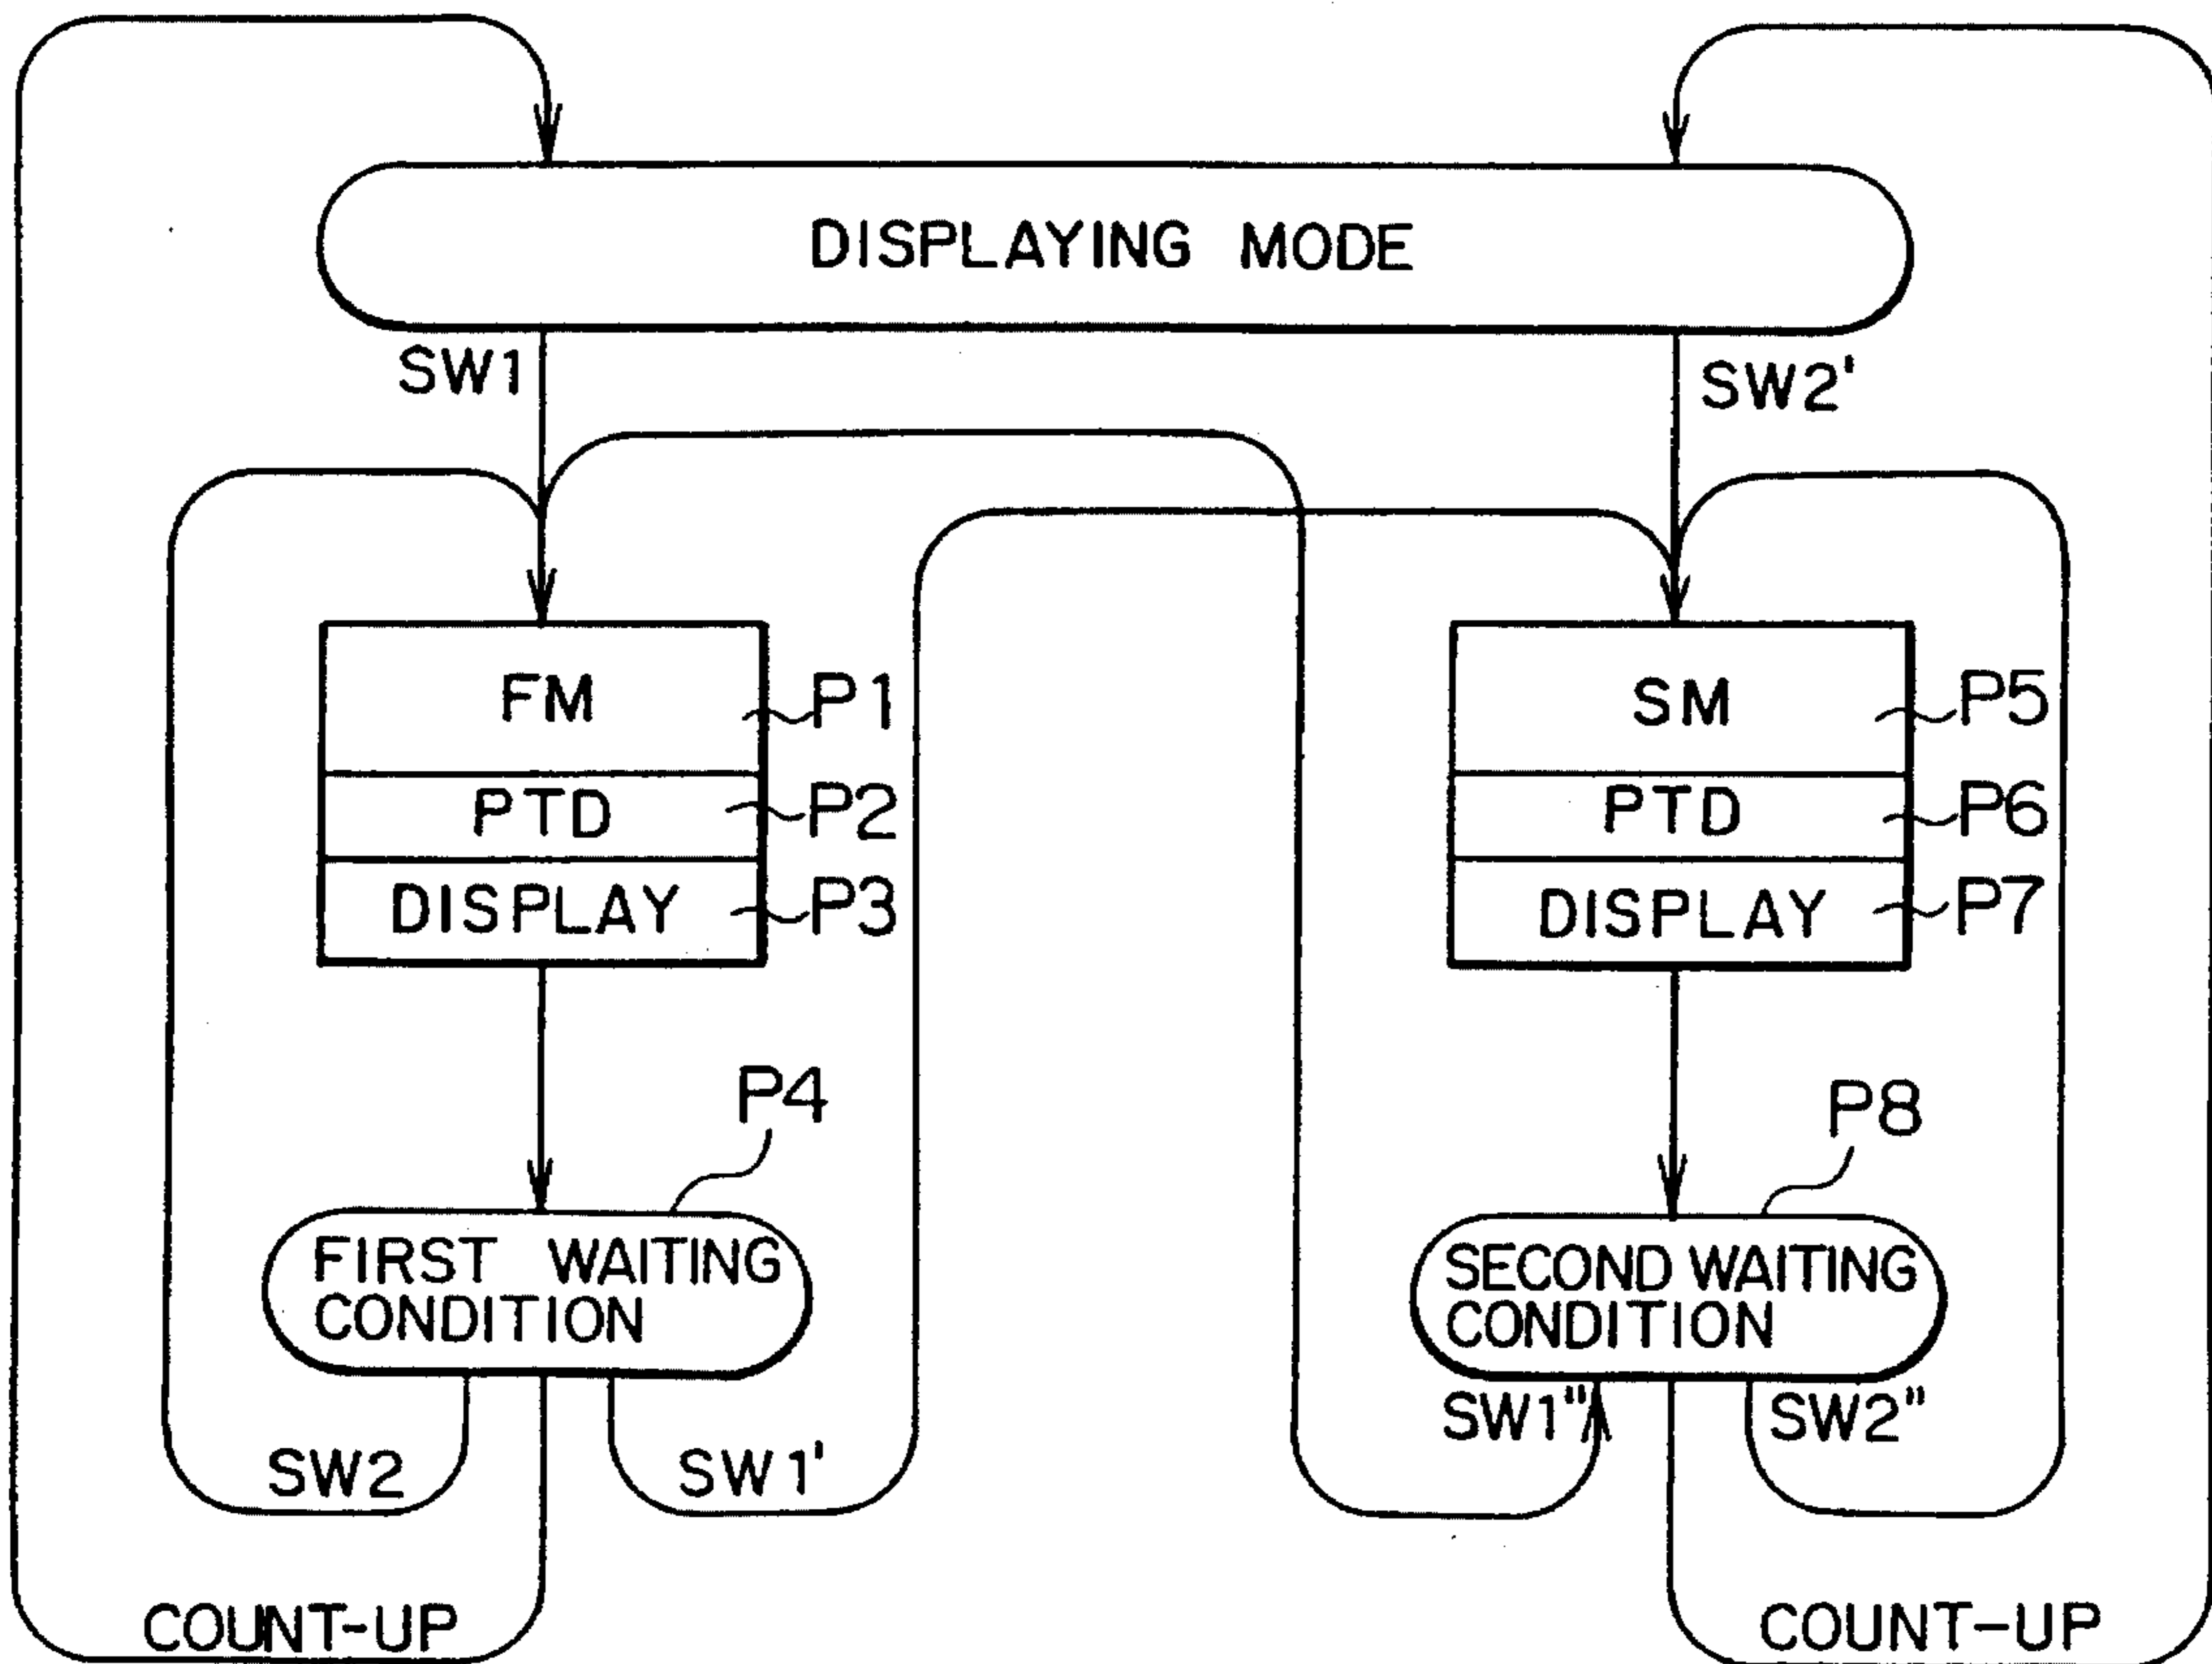 DISPLAYING MODE
SW1
SW2'
FM
P1
PTD
P2
DISPLAY
P3
SM
P5
PTD
P6
DISPLAY
P7
P4
FIRST WAITING
CONDITION
P8
SECOND WAITING
CONDITION
SW2
SW1'
SW1"
SW2"
COUNT-UP
COUNT-UP